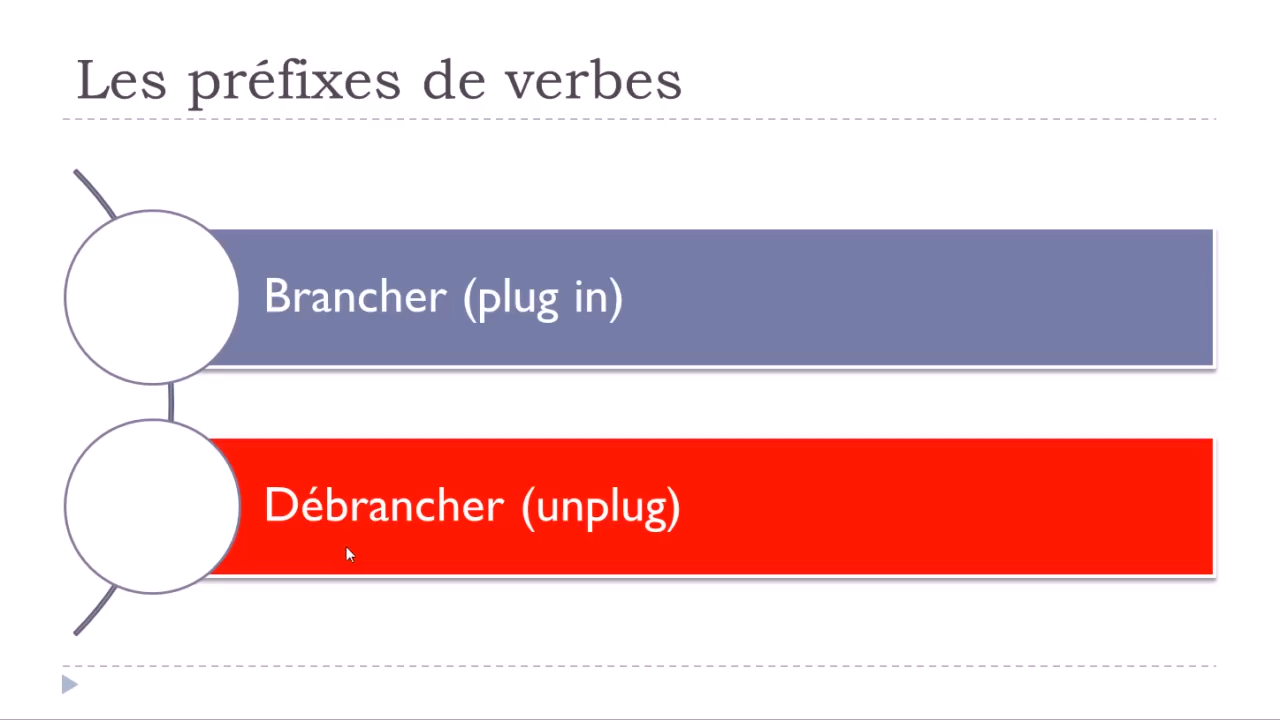 Les préfixes de verbes
Brancher (plug in)
Débrancher (unplug)